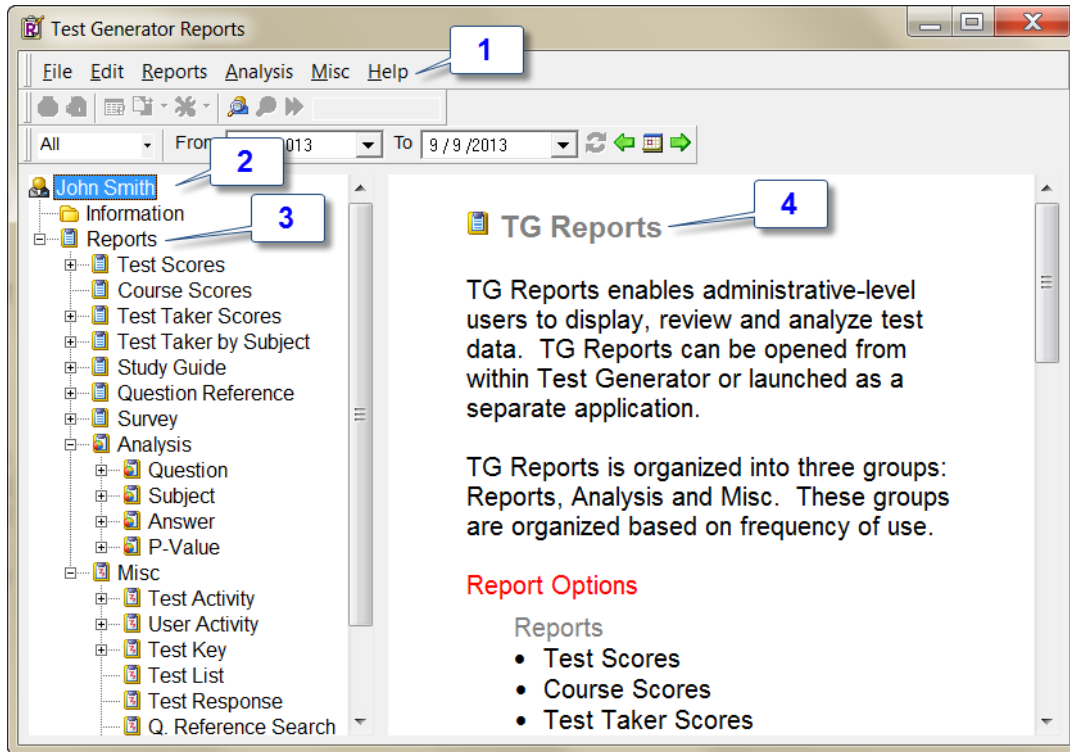 Test Generator Reports
File Edit Reports Analysis Misc Help
1
All From 013 To 9 / 9 /2013
2
John Smith
Information
3
Reports
Test Scores
Course Scores
Test Taker Scores
Test Taker by Subject
Study Guide
Question Reference
Survey
Analysis
Question
Subject
Answer
P-Value
Misc
Test Activity
User Activity
Test Key
Test List
Test Response
Q. Reference Search
4
TG Reports
TG Reports enables administrative-level
users to display, review and analyze test
data. TG Reports can be opened from
within Test Generator or launched as a
separate application.
TG Reports is organized into three groups:
Reports, Analysis and Misc. These groups
are organized based on frequency of use.
Report Options
Reports
• Test Scores
• Course Scores
• Test Taker Scores